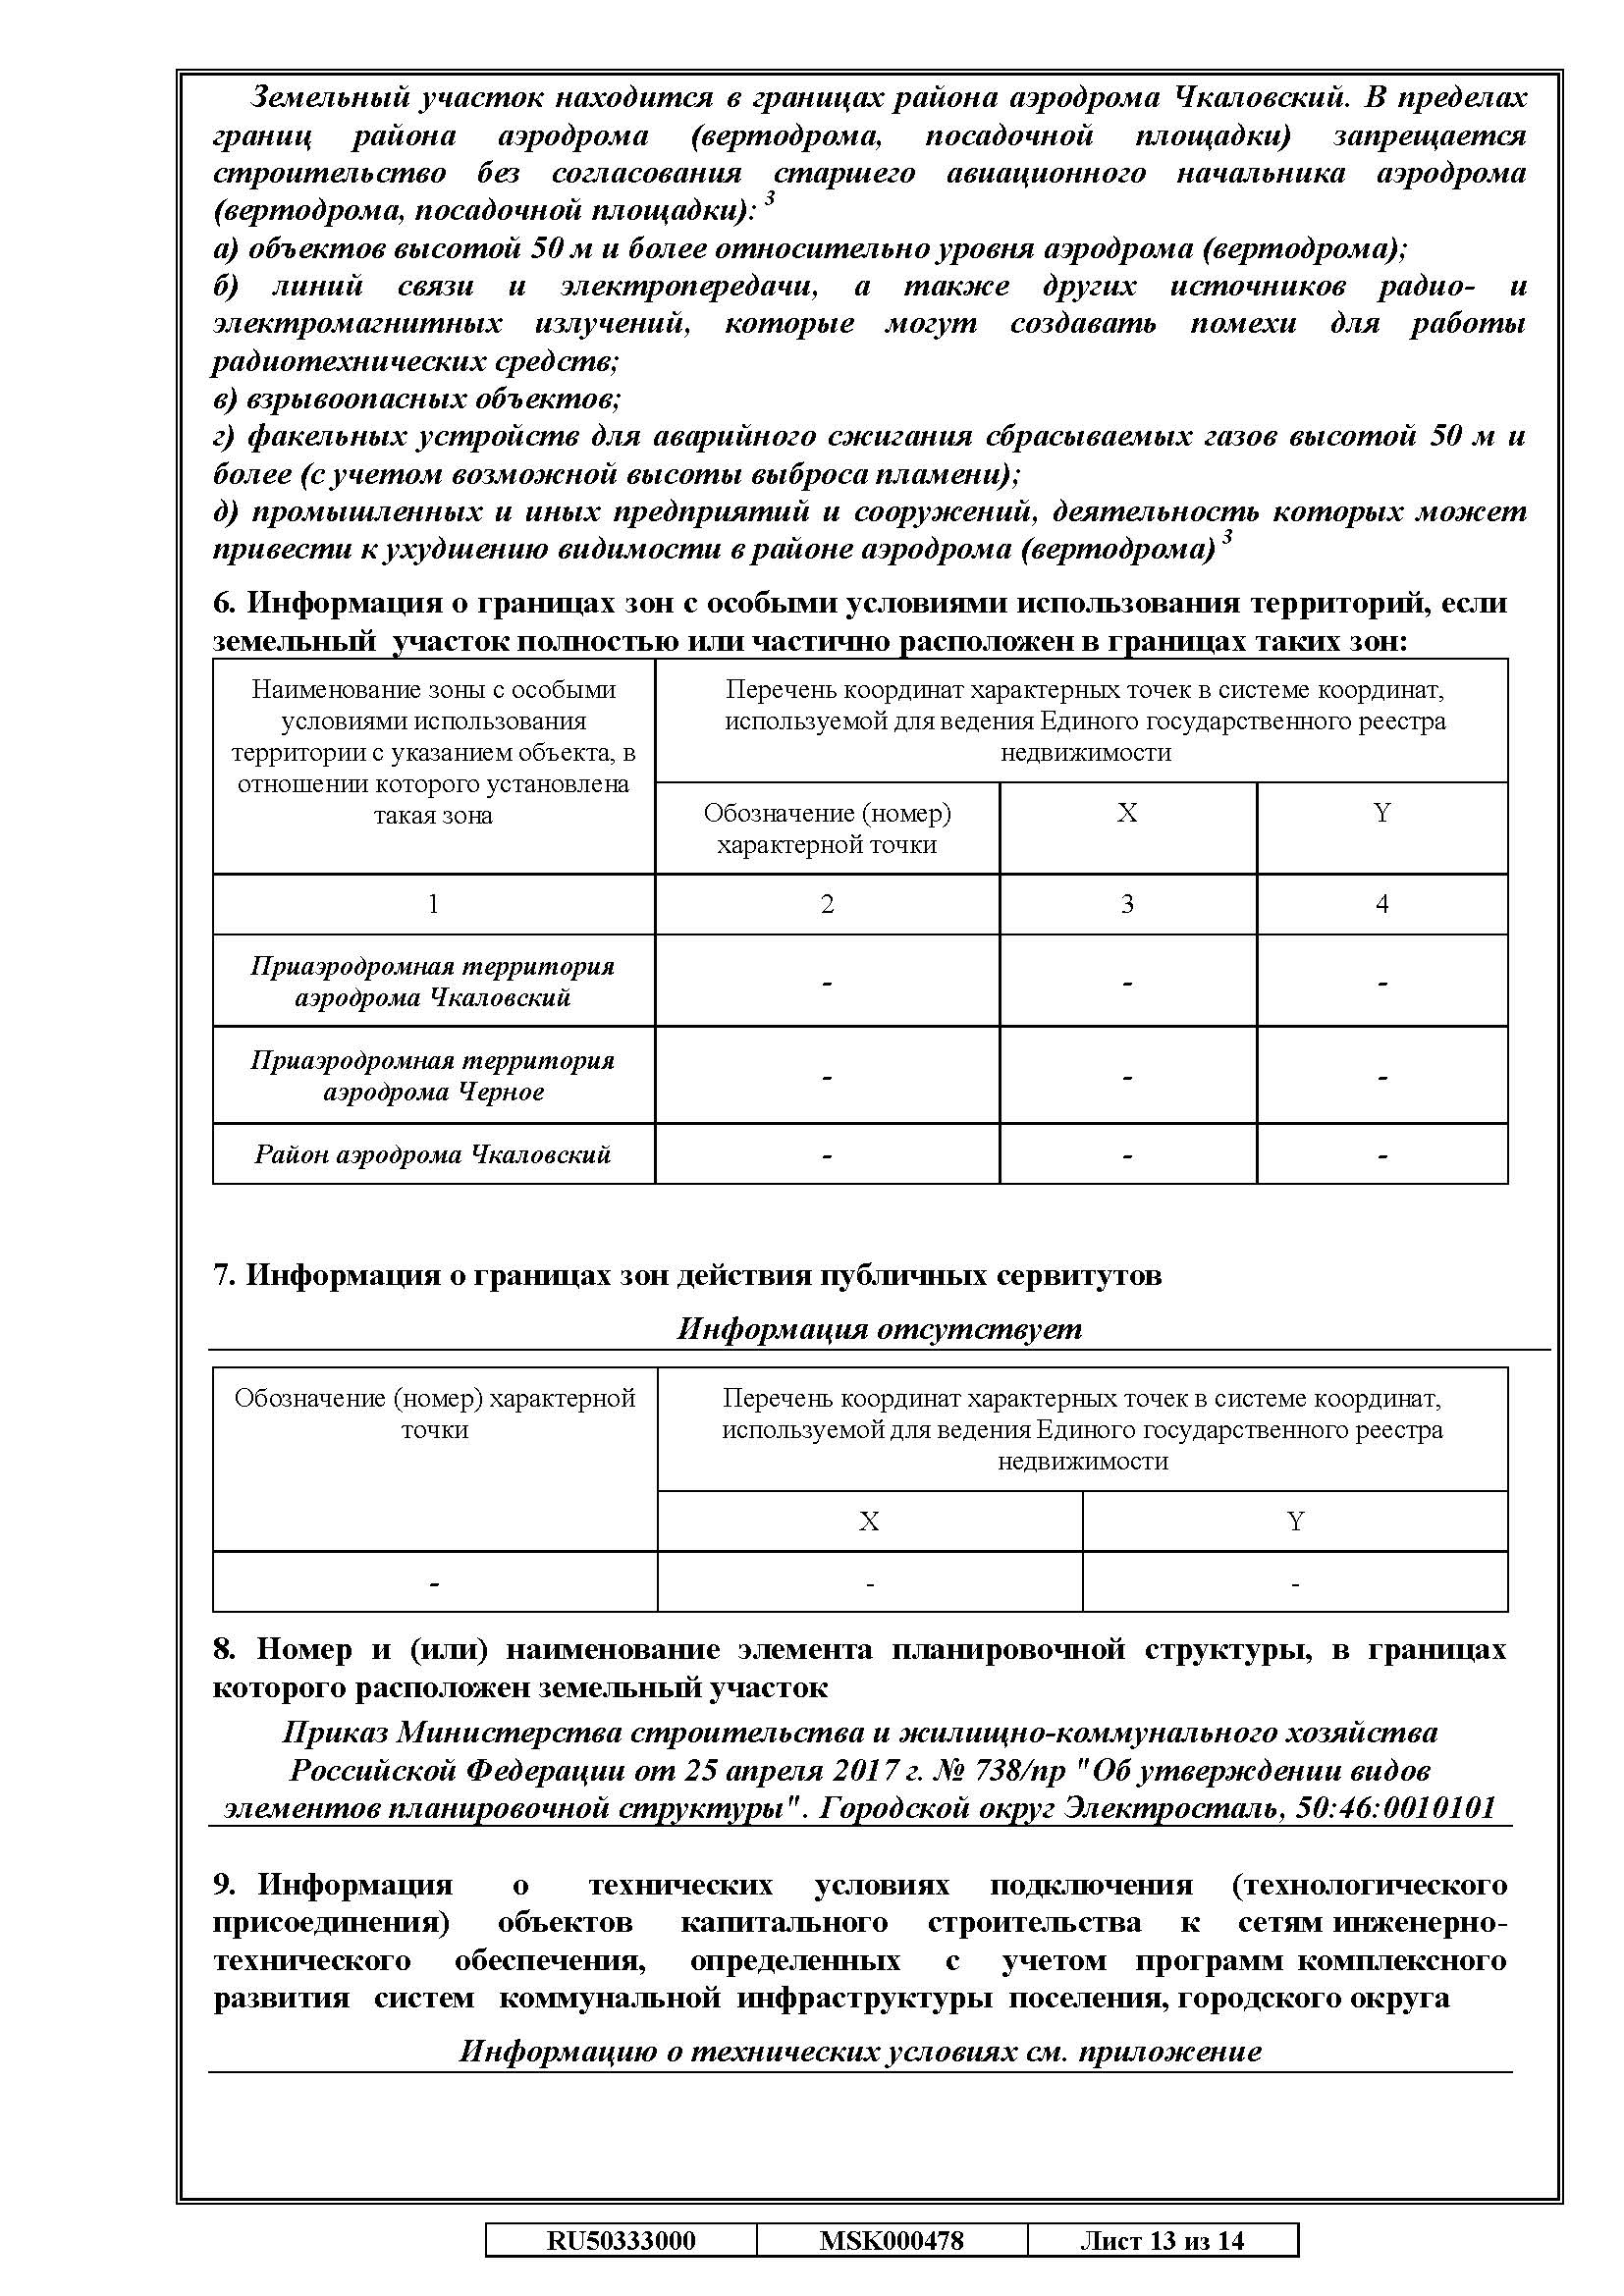 Земельный участок находится в границах района аэродрома Чкаловский. В пределах
границ района аэродрома (вертодрома, посадочной площадки) запрещается
строительство без согласования старшего авиационного начальника аэродрома
(вертодрома, посадочной площадки): 3
а) объектов высотой 50 м и более относительно уровня аэродрома (вертодрома);
б) линий связи и электропередачи, а также других источников радио- и
электромагнитных излучений, которые могут создавать помехи для работы
радиотехнических средств;
в) взрывоопасных объектов;
г) факельных устройств для аварийного сжигания сбрасываемых газов высотой 50 м и
более (с учетом возможной высоты выброса пламени);
д) промышленных и иных предприятий и сооружений, деятельность которых может
привести к ухудшению видимости в районе аэродрома (вертодрома) 3
6. Информация о границах зон с особыми условиями использования территорий, если
земельный участок полностью или частично расположен в границах таких зон:
Наименование зоны с особыми
условиями использования
территории с указанием объекта, в
отношении которого установлена
такая зона
Перечень координат характерных точек в системе координат,
используемой для ведения Единого государственного реестра
недвижимости
Обозначение (номер)
характерной точки
X
Y
1
2
3
4
Приаэродромная территория
аэродрома Чкаловский
-
-
-
Приаэродромная территория
аэродрома Черное
-
-
-
Район аэродрома Чкаловский
-
-
-
7. Информация о границах зон действия публичных сервитутов
Информация отсутствует
Обозначение (номер) характерной
точки
Перечень координат характерных точек в системе координат,
используемой для ведения Единого государственного реестра
недвижимости
X
Y
-
-
-
8. Номер и (или) наименование элемента планировочной структуры, в границах
которого расположен земельный участок
Приказ Министерства строительства и жилищно-коммунального хозяйства
Российской Федерации от 25 апреля 2017 г. № 738/пр "Об утверждении видов
элементов планировочной структуры". Городской округ Электросталь, 50:46:0010101
9. Информация о технических условиях подключения (технологического
присоединения) объектов капитального строительства к сетям инженерно-
технического обеспечения, определенных с учетом программ комплексного
развития систем коммунальной инфраструктуры поселения, городского округа
Информацию о технических условиях см. приложение
RU50333000
MSK000478
Лист 13 из 14